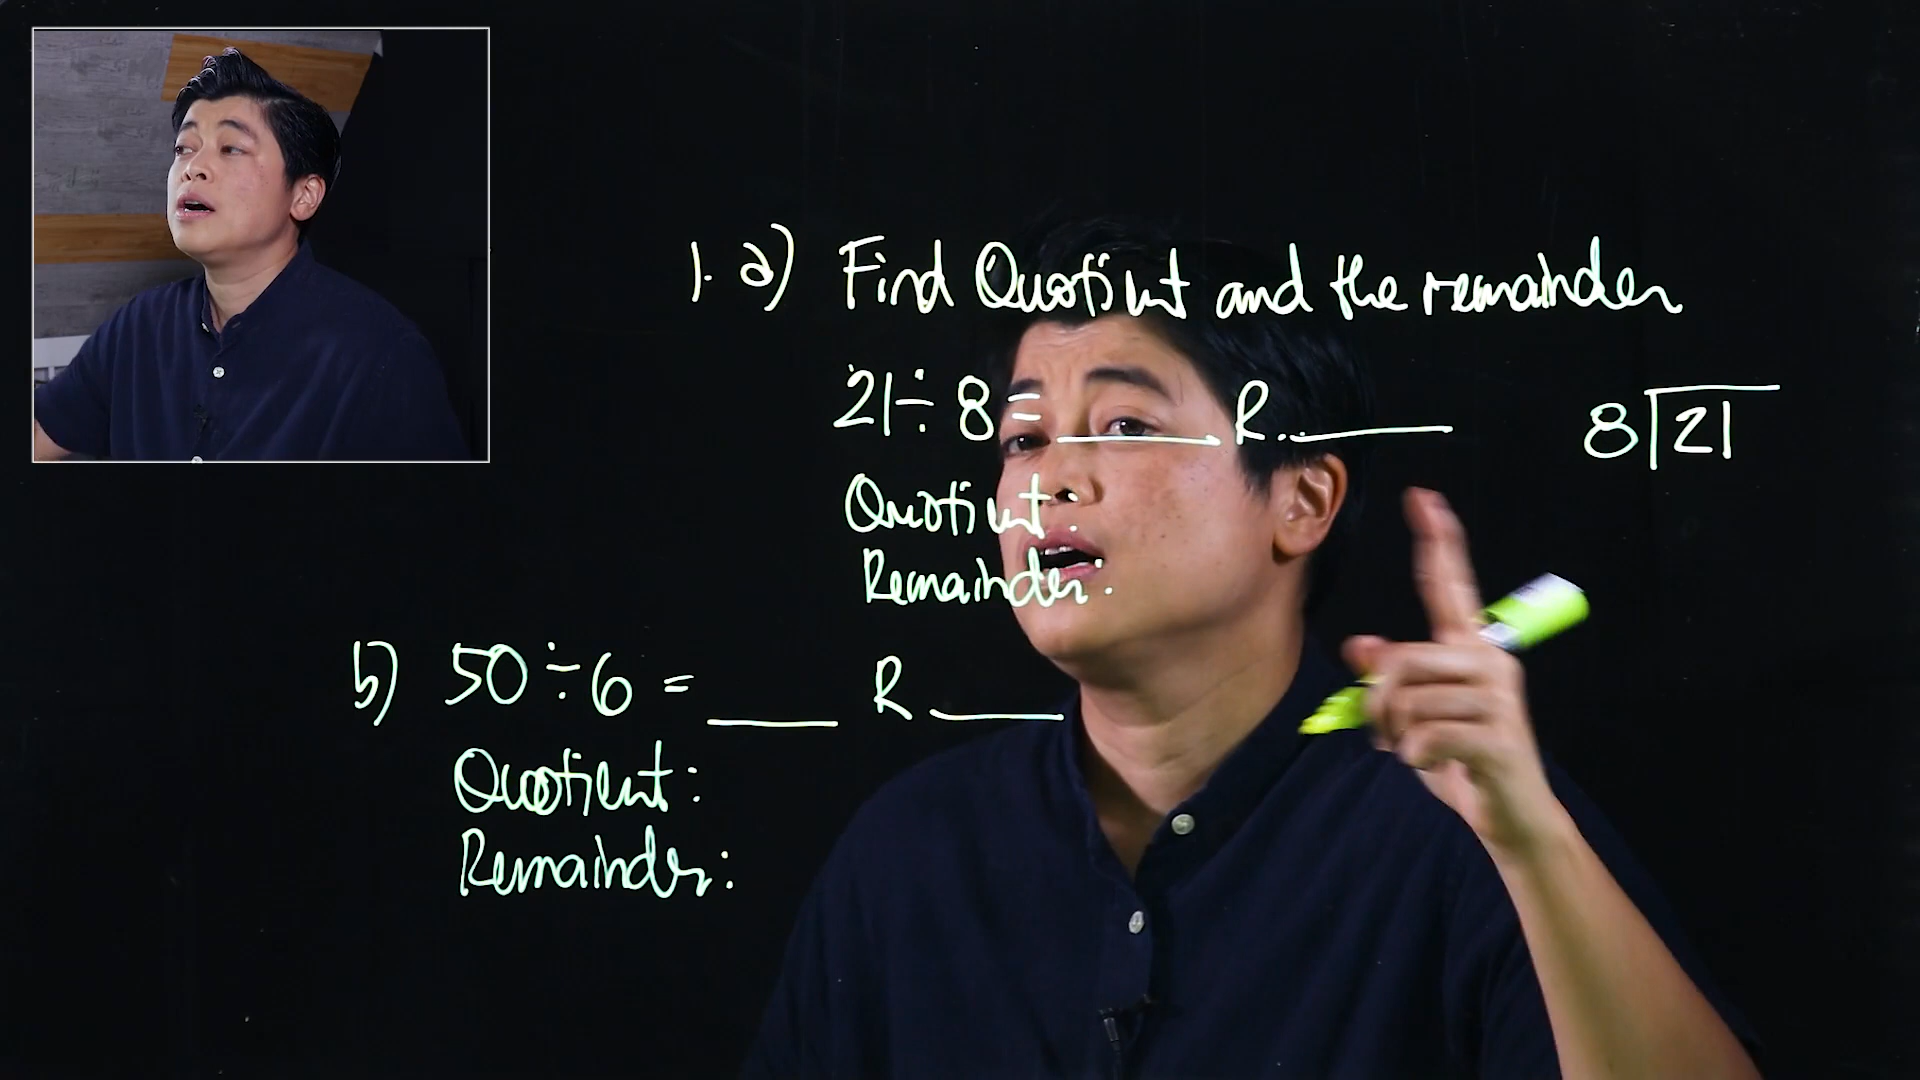 1. a) Find Quotient and the remainder
21 ÷ 8 = ____ R. ____
8⟌21
Quotient:
Remainder:
b) 50 ÷ 6 = ____ R ____
Quotient:
Remainder: